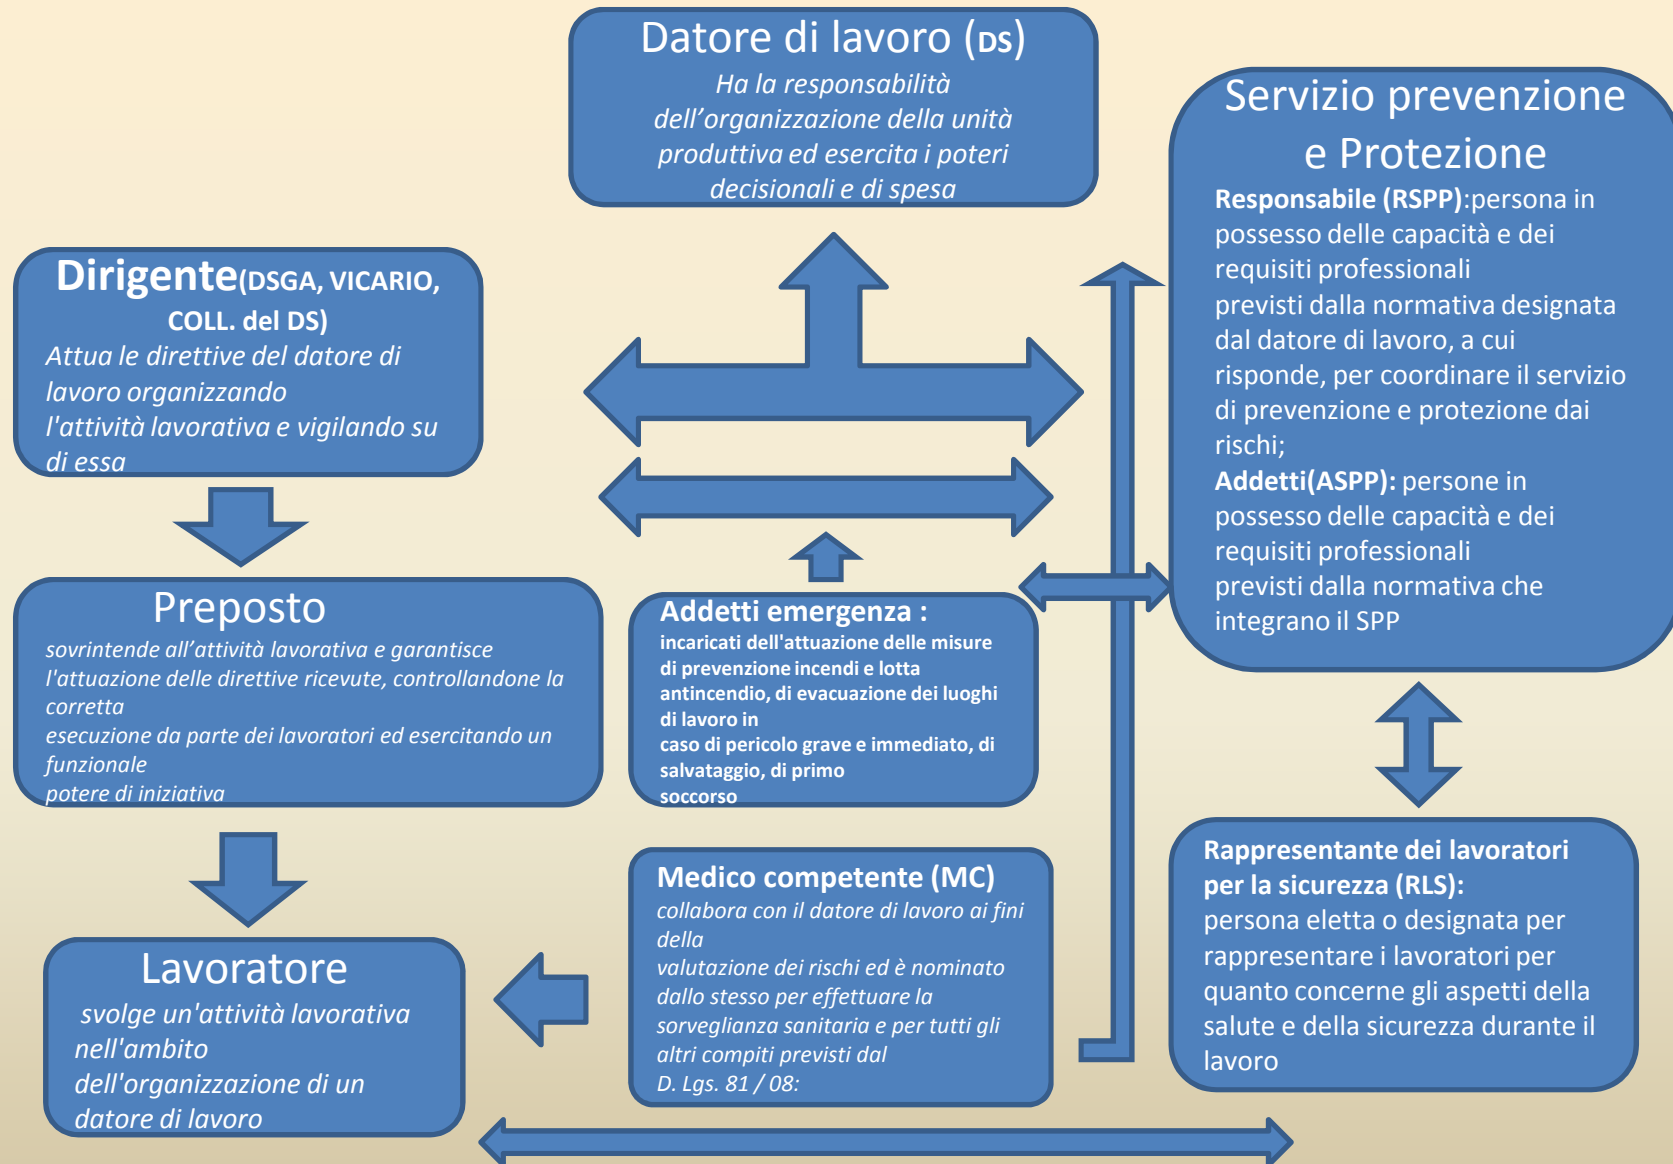 Datore di lavoro (DS)
Ha la responsabilità
dell’organizzazione della unità
produttiva ed esercita i poteri
decisionali e di spesa
Servizio prevenzione
e Protezione
Responsabile (RSPP):persona in
possesso delle capacità e dei
requisiti professionali
previsti dalla normativa designata
dal datore di lavoro, a cui
risponde, per coordinare il servizio
di prevenzione e protezione dai
rischi;
Addetti(ASPP): persone in
possesso delle capacità e dei
requisiti professionali
previsti dalla normativa che
integrano il SPP
Dirigente(DSGA, VICARIO,
COLL. del DS)
Attua le direttive del datore di
lavoro organizzando
l'attività lavorativa e vigilando su
di essa
Preposto
sovrintende all’attività lavorativa e garantisce
l'attuazione delle direttive ricevute, controllandone la
corretta
esecuzione da parte dei lavoratori ed esercitando un
funzionale
potere di iniziativa
Addetti emergenza :
incaricati dell'attuazione delle misure
di prevenzione incendi e lotta
antincendio, di evacuazione dei luoghi
di lavoro in
caso di pericolo grave e immediato, di
salvataggio, di primo
soccorso
Medico competente (MC)
collabora con il datore di lavoro ai fini
della
valutazione dei rischi ed è nominato
dallo stesso per effettuare la
sorveglianza sanitaria e per tutti gli
altri compiti previsti dal
D. Lgs. 81 / 08:
Rappresentante dei lavoratori
per la sicurezza (RLS):
persona eletta o designata per
rappresentare i lavoratori per
quanto concerne gli aspetti della
salute e della sicurezza durante il
lavoro
Lavoratore
svolge un'attività lavorativa
nell'ambito
dell'organizzazione di un
datore di lavoro